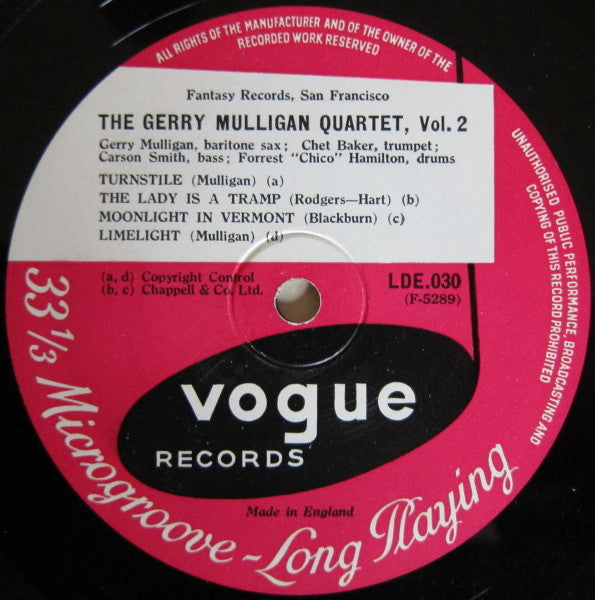 ALL RIGHTS OF THE MANUFACTURER AND OF THE OWNER OF THE
RECORDED WORK RESERVED
Fantasy Records, San Francisco
THE GERRY MULLIGAN QUARTET, Vol. 2
Gerry Mulligan, baritone sax; Chet Baker, trumpet;
Carson Smith, bass; Forrest "Chico" Hamilton, drums
TURNSTILE (Mulligan) (a)
THE LADY IS A TRAMP (Rodgers—Hart) (b)
MOONLIGHT IN VERMONT (Blackburn) (c)
LIMELIGHT (Mulligan) (d)
(a, d) Copyright Control
(b, c) Chappell & Co. Ltd.
LDE.030
(F-5289)
UNAUTHORISED PUBLIC PERFORMANCE, BROADCASTING AND
COPYING OF THIS RECORD PROHIBITED
vogue
RECORDS
Made in England
33 1/3 Microgroove - Long Playing